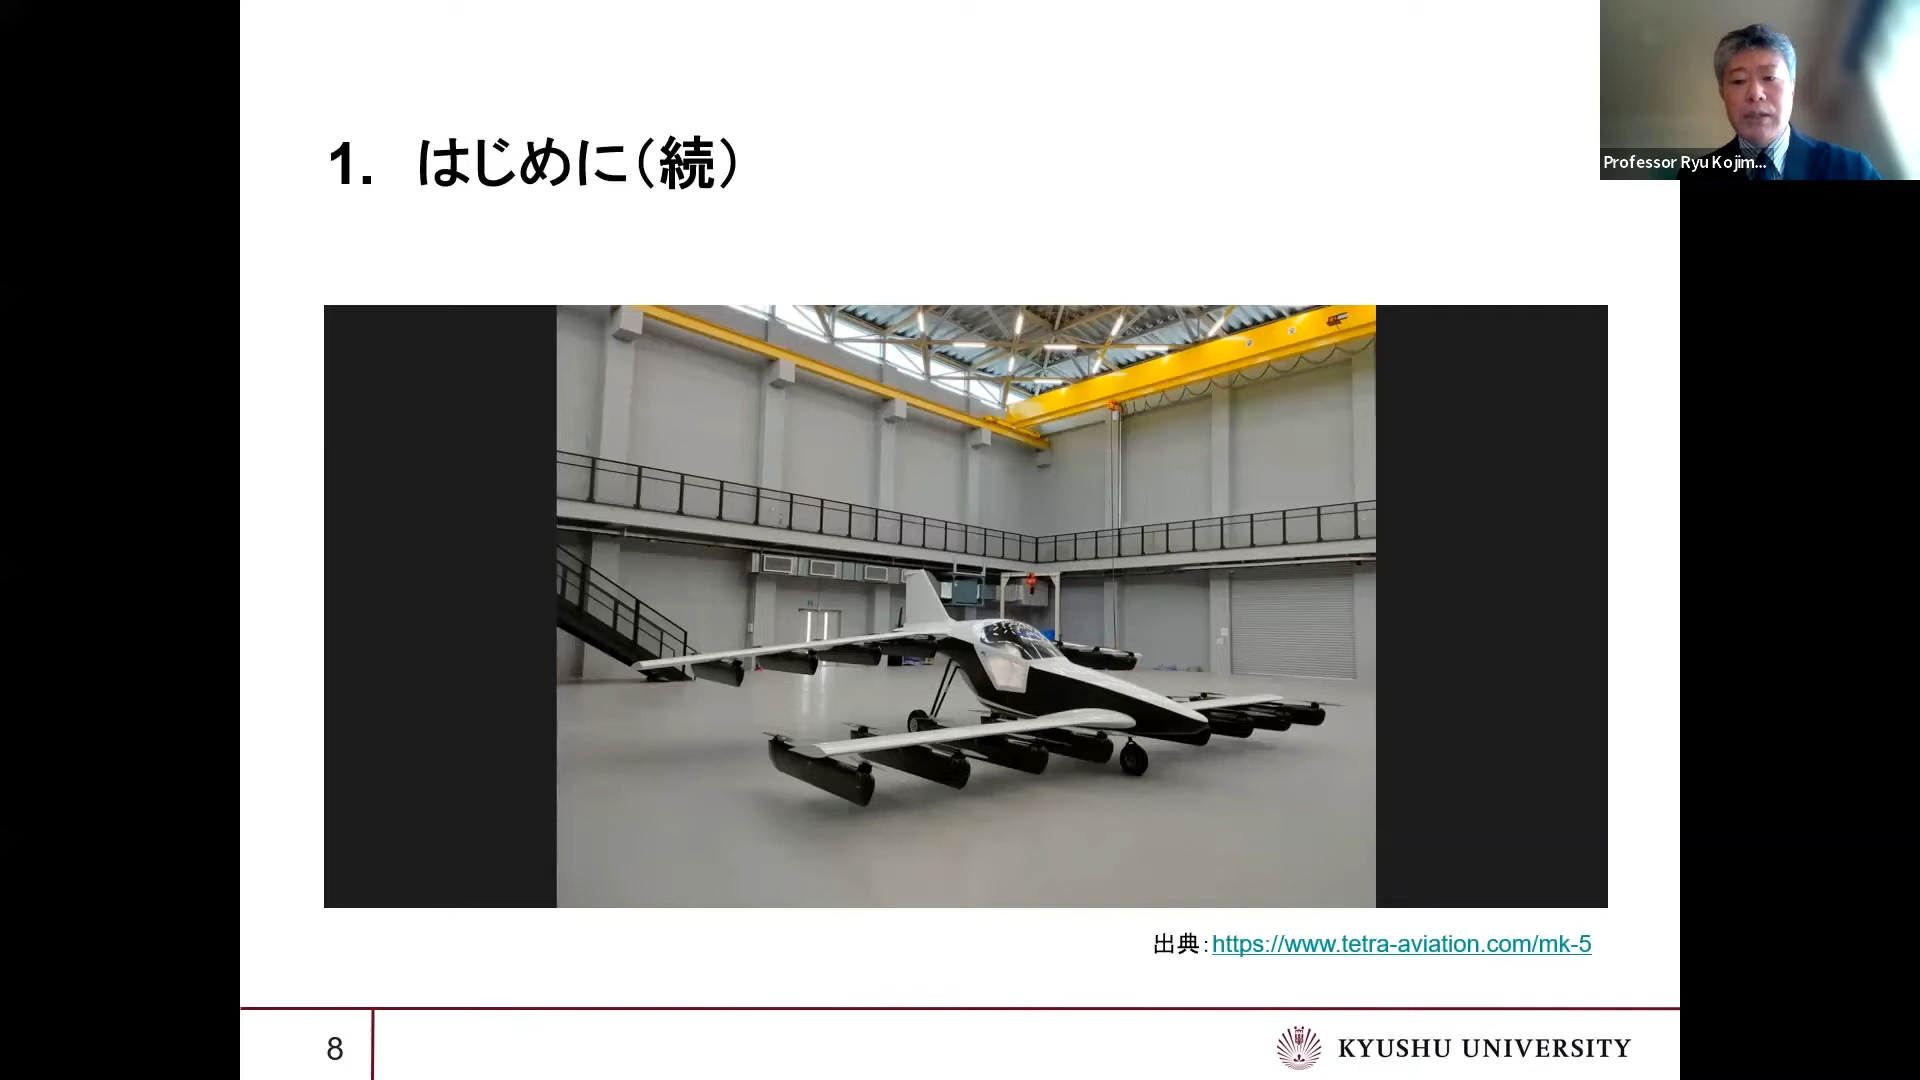 1. はじめに（続）
Professor Ryu Kojim...
出典：https://www.tetra-aviation.com/mk-5
8
KYUSHU UNIVERSITY